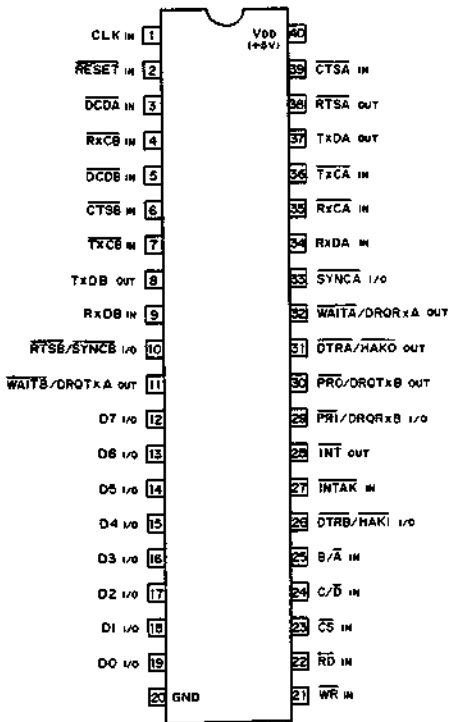 CLK IN 1
RESET IN 2
DCDA IN 3
RxCB IN 4
DCDB IN 5
CTSB IN 6
TXCB IN 7
TXDB OUT 8
RxDB IN 9
RTSB/SYNCB I/O 10
WAITB/DRQTXA OUT 11
D7 I/O 12
D6 I/O 13
D5 I/O 14
D4 I/O 15
D3 I/O 16
D2 I/O 17
D1 I/O 18
D0 I/O 19
20 GND
VDD 40
(+5V)
39 CTSA IN
38 RTSA OUT
37 TXDA OUT
36 TxCA IN
35 RxCA IN
34 RXDA IN
33 SYNCA I/O
32 WAITA/DRQRXA OUT
31 DTRA/HAKO OUT
30 PRO/DRQTXB OUT
29 PRI/DRQRXB I/O
28 INT OUT
27 INTAK IN
26 DTRB/HAKI I/O
25 B/A IN
24 C/D IN
23 CS IN
22 RD IN
21 WR IN